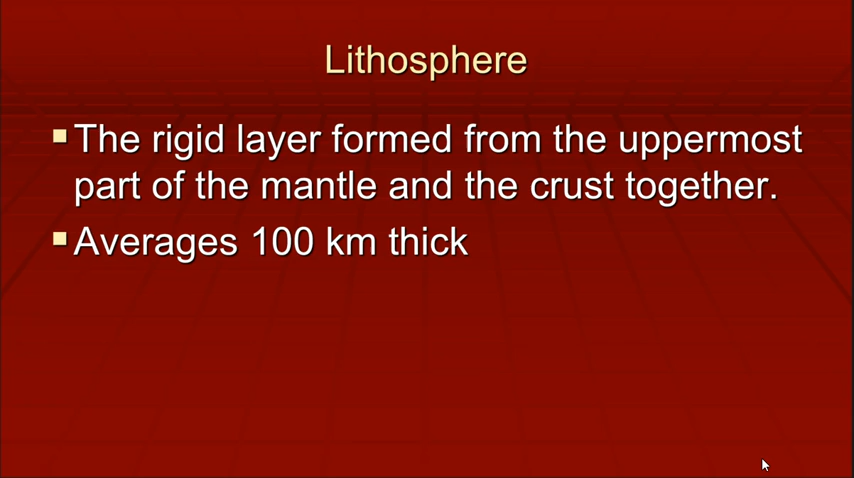 Lithosphere
The rigid layer formed from the uppermost
part of the mantle and the crust together.
Averages 100 km thick